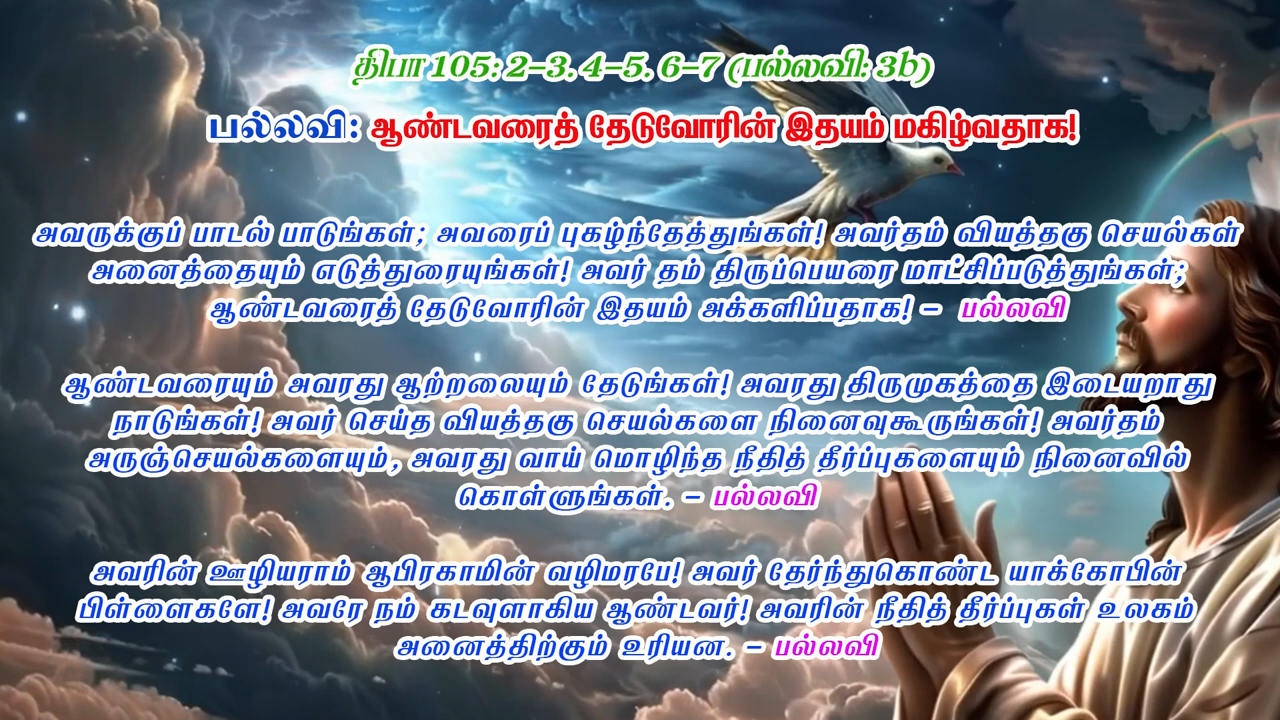 திபா 105: 2-3. 4-5. 6-7 (பல்லவி: 3b)
பல்லவி: ஆண்டவரைத் தேடுவோரின் இதயம் மகிழ்வதாக!
அவருக்குப் பாடல் பாடுங்கள்; அவரைப் புகழ்ந்தேத்துங்கள்! அவர்தம் வியத்தகு செயல்கள்
அனைத்தையும் எடுத்துரையுங்கள்! அவர் தம் திருப்பெயரை மாட்சிப்படுத்துங்கள்;
ஆண்டவரைத் தேடுவோரின் இதயம் அக்களிப்பதாக! - பல்லவி
ஆண்டவரையும் அவரது ஆற்றலையும் தேடுங்கள்! அவரது திருமுகத்தை இடையறாது
நாடுங்கள்! அவர் செய்த வியத்தகு செயல்களை நினைவுகூருங்கள்! அவர்தம்
அருஞ்செயல்களையும், அவரது வாய் மொழிந்த நீதித் தீர்ப்புகளையும் நினைவில்
கொள்ளுங்கள். - பல்லவி
அவரின் ஊழியராம் ஆபிரகாமின் வழிமரபே! அவர் தேர்ந்துகொண்ட யாக்கோபின்
பிள்ளைகளே! அவரே நம் கடவுளாகிய ஆண்டவர்! அவரின் நீதித் தீர்ப்புகள் உலகம்
அனைத்திற்கும் உரியன. - பல்லவி